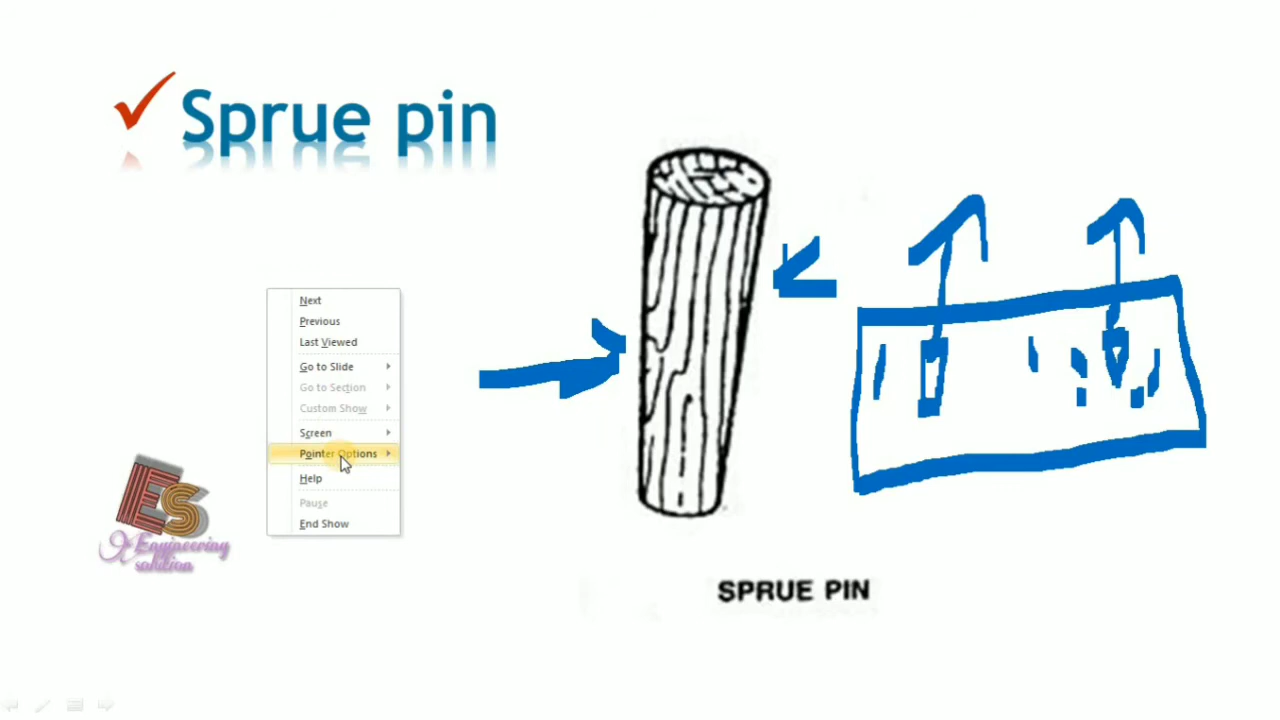 Sprue pin
Next
Previous
Last Viewed
Go to Slide
Go to Section
Custom Show
Screen
Pointer Options
Help
Pause
End Show
ES
Engineering
solution
SPRUE PIN